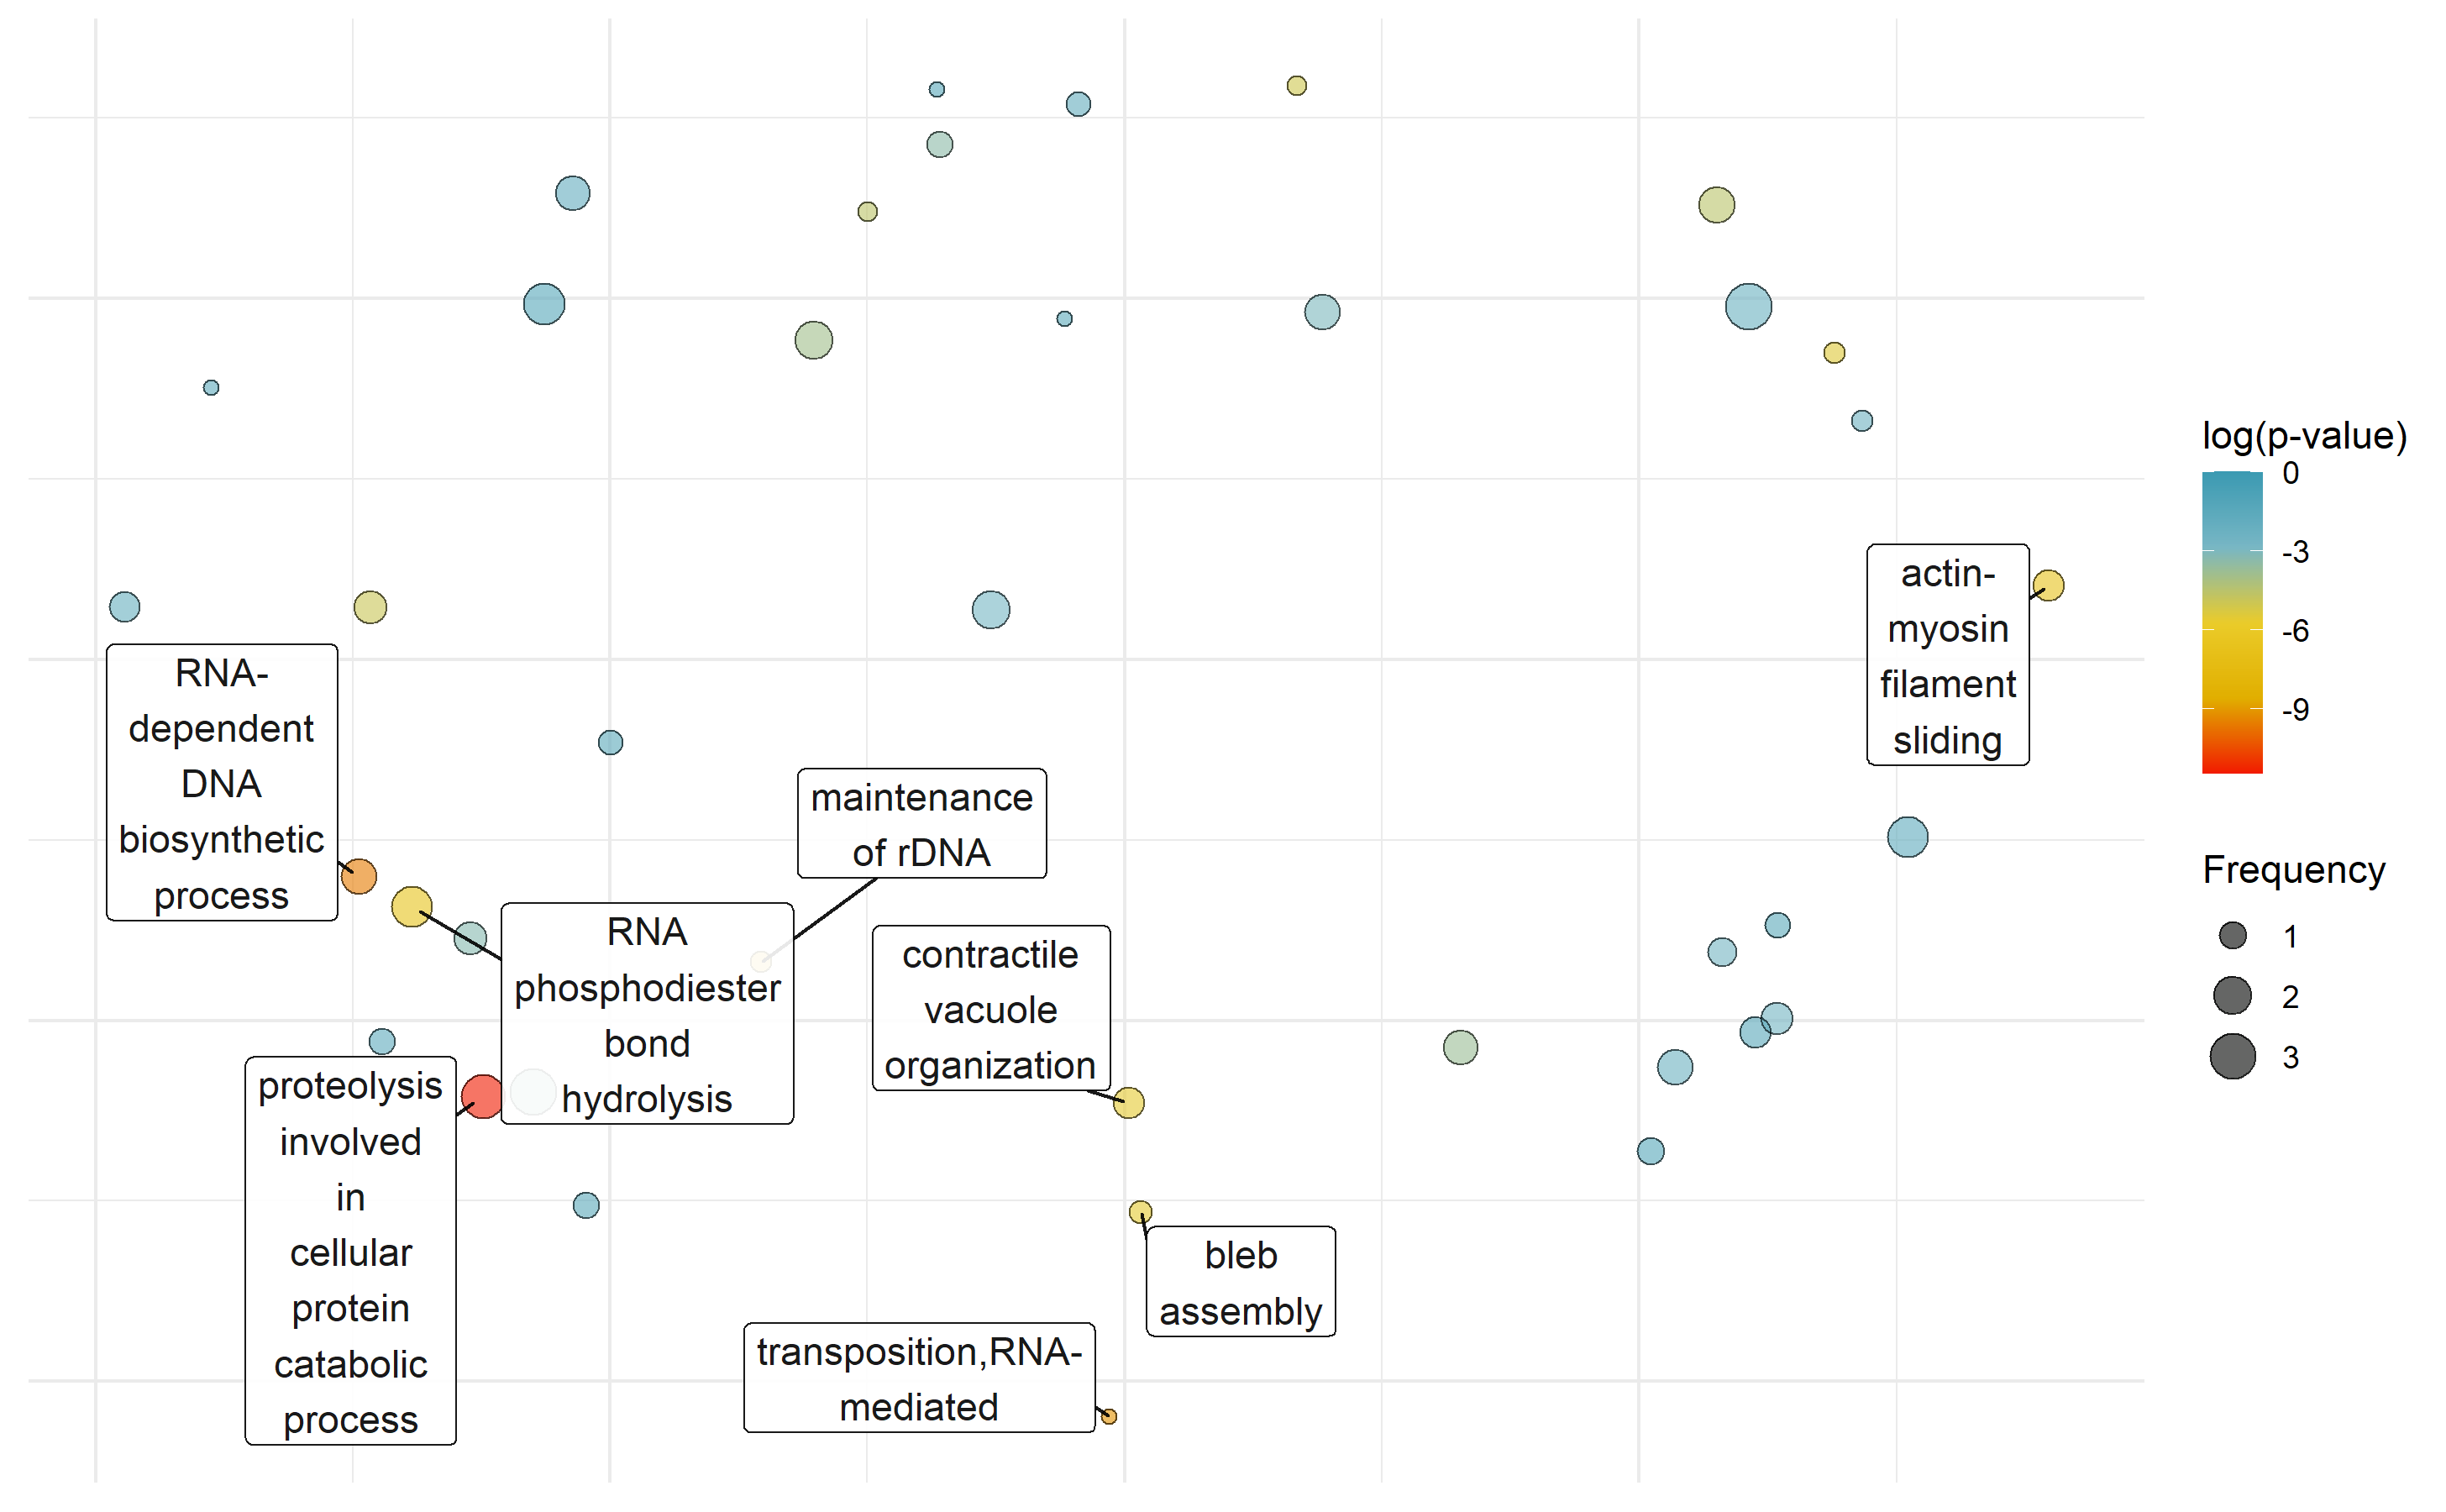 log(p-value)
0
-3
-6
-9
Frequency
1
2
3
actin-
myosin
filament
sliding
RNA-
dependent
DNA
biosynthetic
process
maintenance
of rDNA
RNA
phosphodiester
bond
hydrolysis
contractile
vacuole
organization
proteolysis
involved
in
cellular
protein
catabolic
process
bleb
assembly
transposition,RNA-
mediated